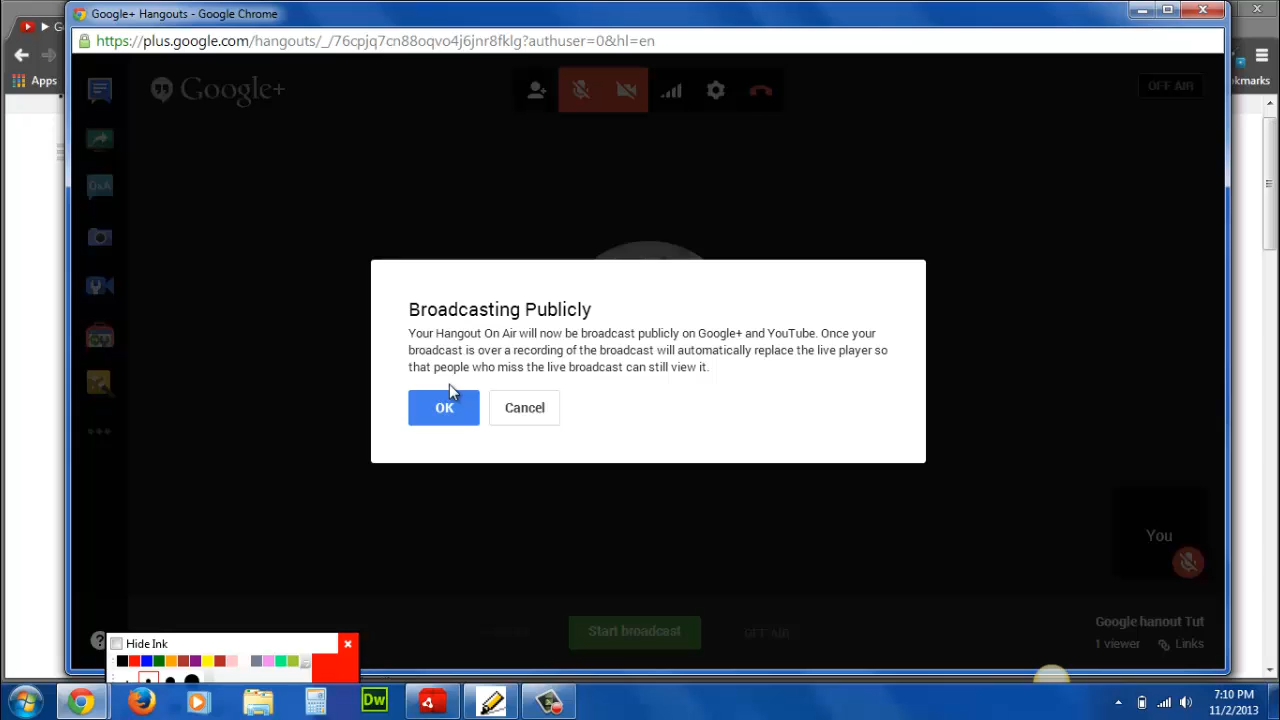 Google+ Hangouts - Google Chrome
https://plus.google.com/hangouts/_/76cpjq7cn88oqvo4j6jnr8fklg?authuser=0&hl=en
Apps
okmarks
Google+
OFF AIR
Q&A
Broadcasting Publicly
Your Hangout On Air will now be broadcast publicly on Google+ and YouTube. Once your
broadcast is over a recording of the broadcast will automatically replace the live player so
that people who miss the live broadcast can still view it.
OK
Cancel
You
Start broadcast
OFF AIR
Google hanout Tut
1 viewer
Links
Hide Ink
Dw
7:10 PM
11/2/2013